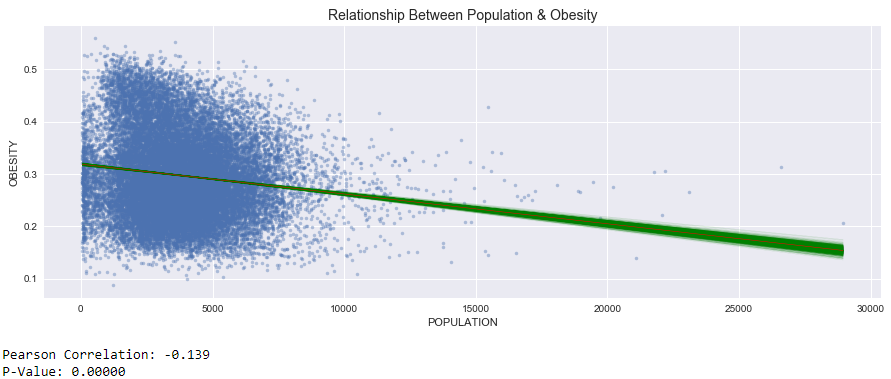 Relationship Between Population & Obesity
OBESITY
0.5
0.4
0.3
0.2
0.1
0 5000 10000 15000 20000 25000 30000
POPULATION
Pearson Correlation: -0.139
P-Value: 0.00000